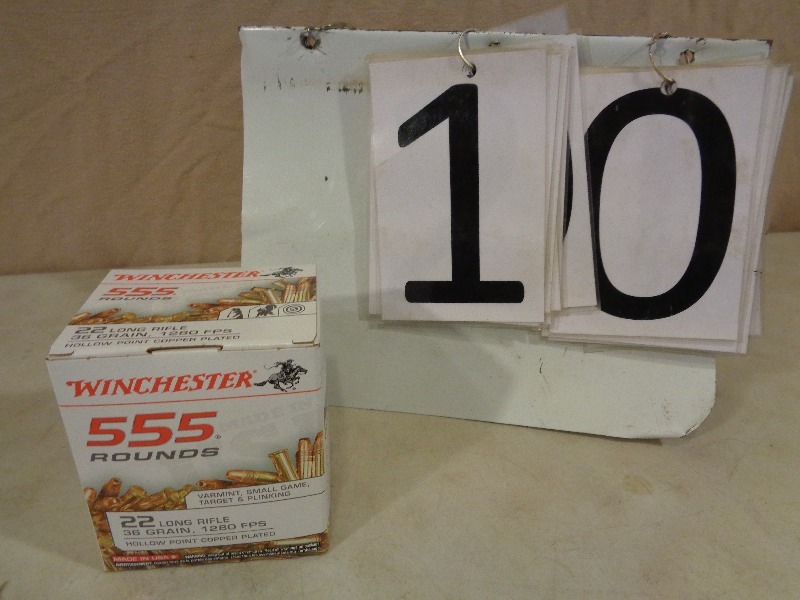 10
WINCHESTER
555
ROUNDS
22 LONG RIFLE
36 GRAIN, 1280 FPS
HOLLOW POINT COPPER PLATED
WINCHESTER
555
ROUNDS
VARMINT, SMALL GAME,
TARGET & PLINKING
22 LONG RIFLE
36 GRAIN, 1280 FPS
HOLLOW POINT COPPER PLATED
MADE IN USA
WARNING: